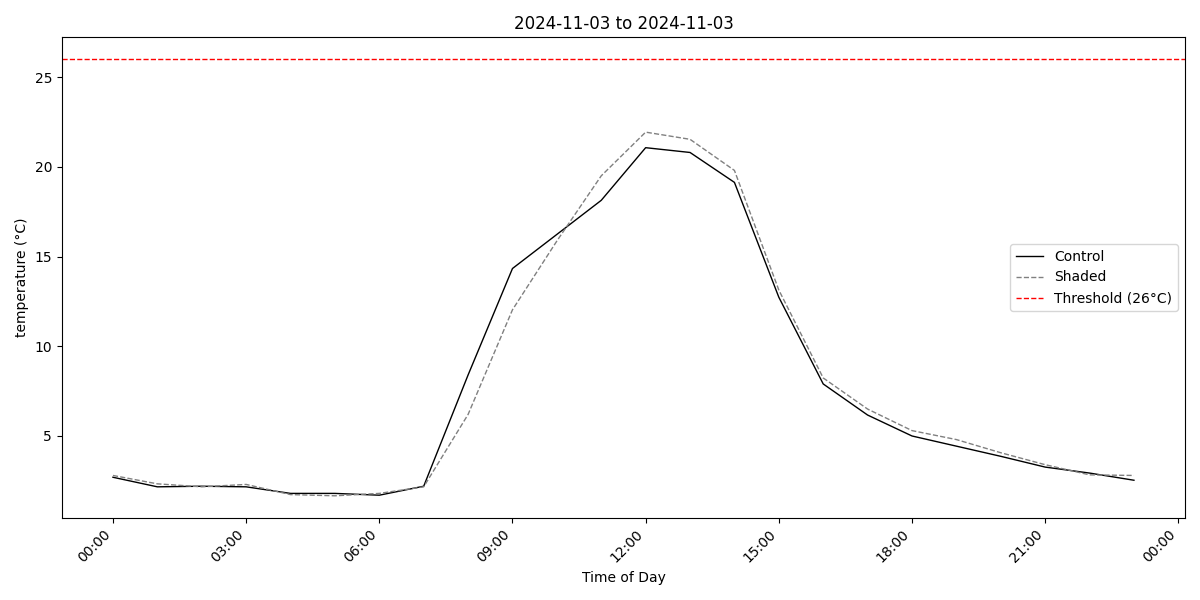 2024-11-03 to 2024-11-03
temperature (°C)
25
20
15
10
5
Control
Shaded
Threshold (26°C)
00:00
03:00
06:00
09:00
12:00
15:00
18:00
21:00
00:00
Time of Day